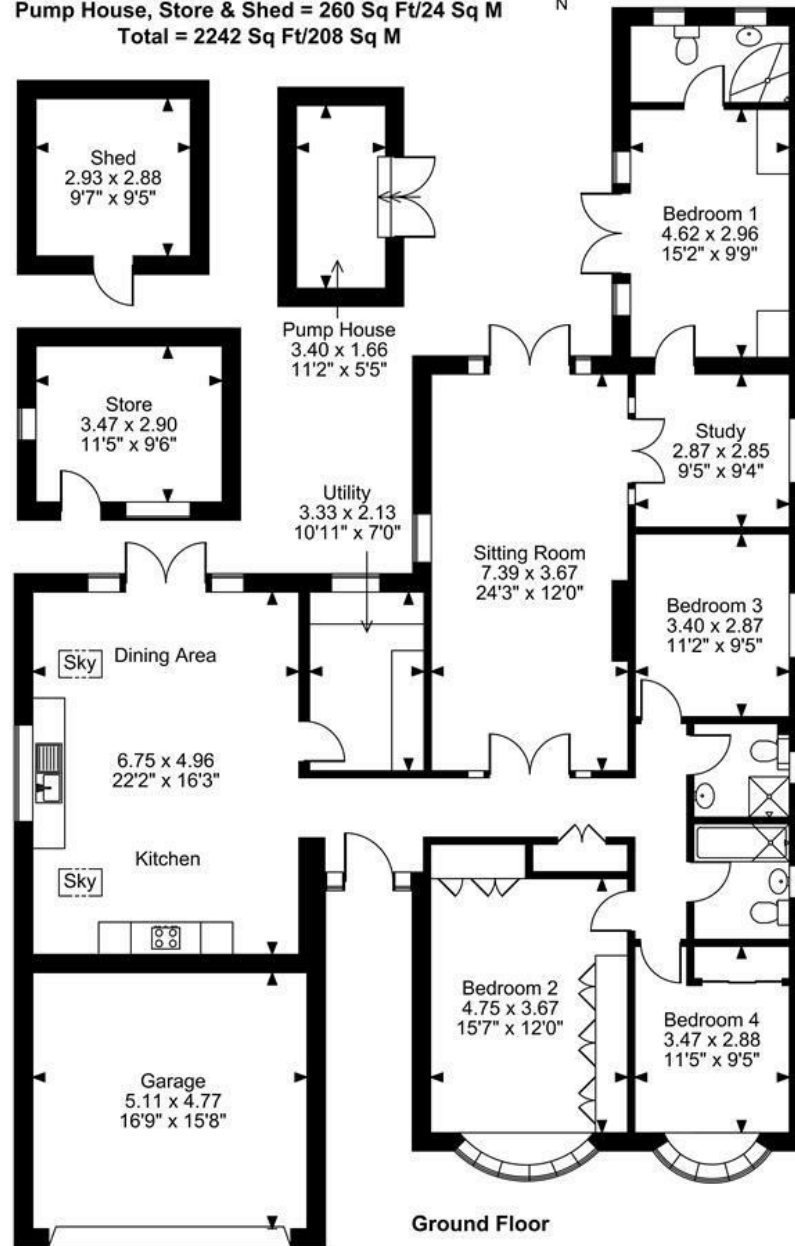 Pump House, Store & Shed = 260 Sq Ft/24 Sq M
Total = 2242 Sq Ft/208 Sq M
N
Shed
2.93 x 2.88
9'7" x 9'5"
Pump House
3.40 x 1.66
11'2" x 5'5"
Bedroom 1
4.62 x 2.96
15'2" x 9'9"
Store
3.47 x 2.90
11'5" x 9'6"
Study
2.87 x 2.85
9'5" x 9'4"
Utility
3.33 x 2.13
10'11" x 7'0"
Sitting Room
7.39 x 3.67
24'3" x 12'0"
Bedroom 3
3.40 x 2.87
11'2" x 9'5"
Sky
Dining Area
6.75 x 4.96
22'2" x 16'3"
Kitchen
Sky
Bedroom 2
4.75 x 3.67
15'7" x 12'0"
Bedroom 4
3.47 x 2.88
11'5" x 9'5"
Garage
5.11 x 4.77
16'9" x 15'8"
Ground Floor